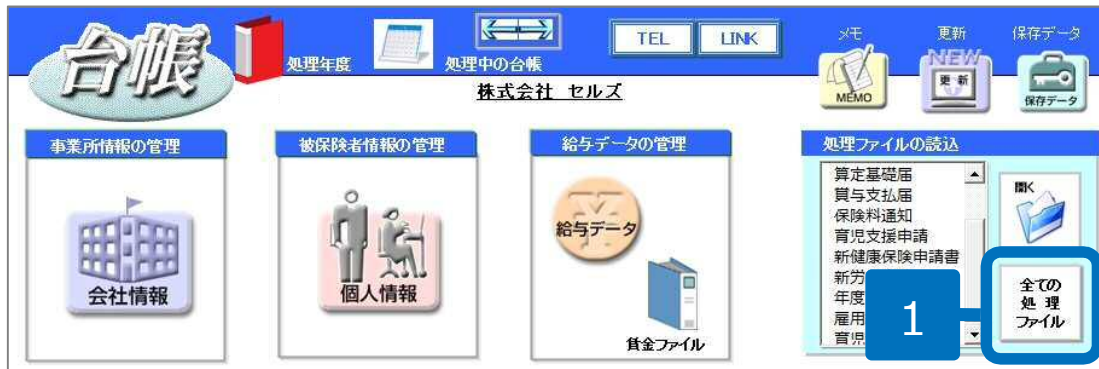 台帳
処理年度
処理中の台帳
TEL
LINK
メモ
更新
保存データ
MEMO
NEW
更 新
保存データ
株式会社 セルズ
事業所情報の管理
被保険者情報の管理
給与データの管理
処理ファイルの読込
会社情報
個人情報
給与データ
賃金ファイル
算定基礎届
賞与支払届
保険料通知
育児支援申請
新健康保険申請書
新労
年度
雇用
育児
開く
1
全ての
処 理
ファイル